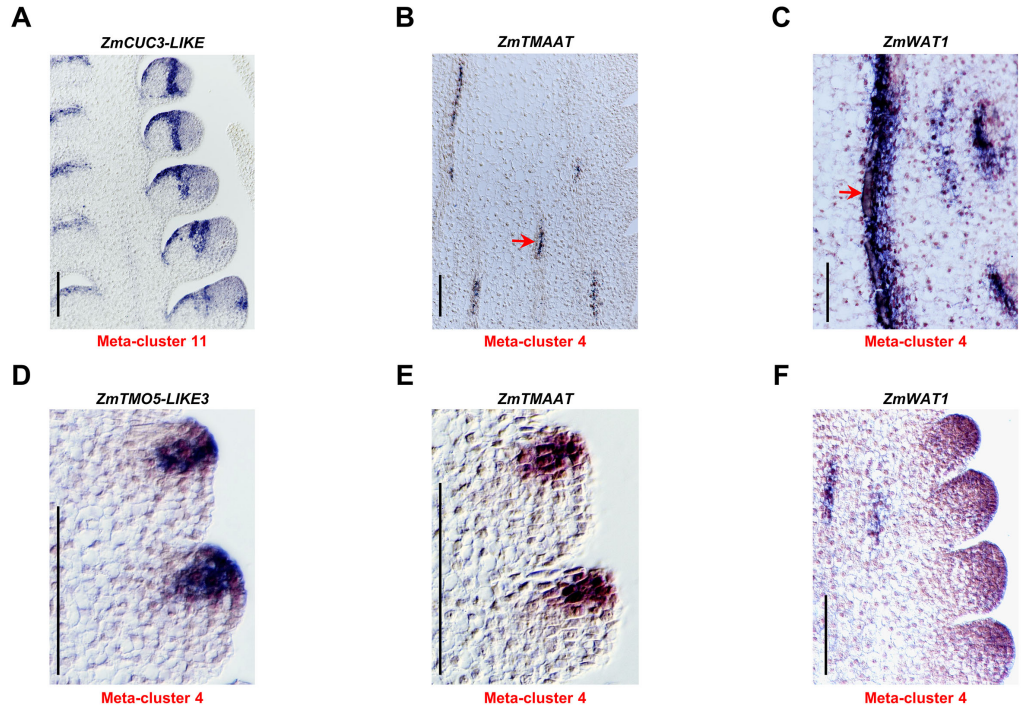 A
ZmCUC3-LIKE
Meta-cluster 11
B
ZmTMAAT
Meta-cluster 4
C
ZmWAT1
Meta-cluster 4
D
ZmTMO5-LIKE3
Meta-cluster 4
E
ZmTMAAT
Meta-cluster 4
F
ZmWAT1
Meta-cluster 4